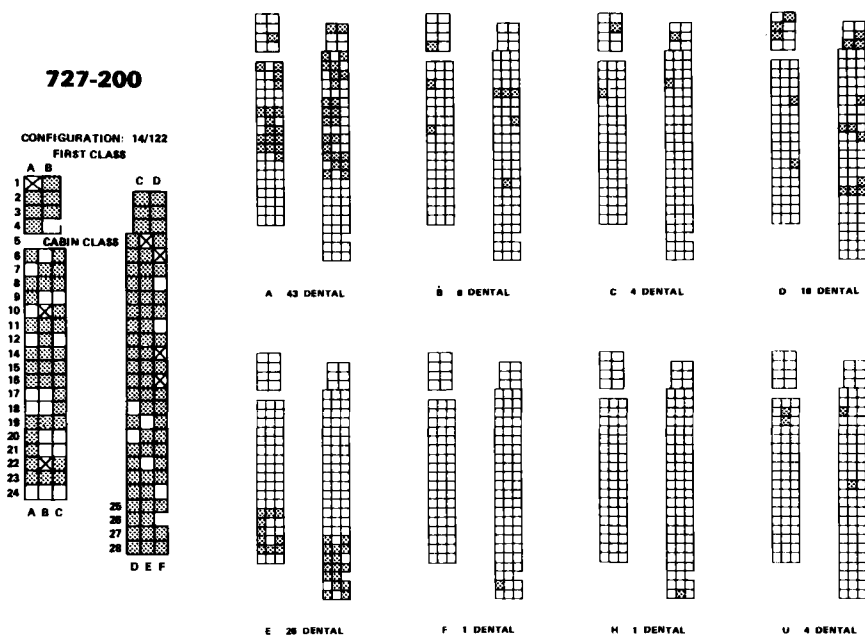 727-200
CONFIGURATION: 14/122
FIRST CLASS
A B
C D
1
2
3
4
5 CABIN CLASS
6
7
8
9
10
11
12
14
15
16
17
18
19
20
21
22
23
24
25
26
27
28
A B C
D E F
A 43 DENTAL
B 8 DENTAL
C 4 DENTAL
D 18 DENTAL
E 26 DENTAL
F 1 DENTAL
H 1 DENTAL
U 4 DENTAL